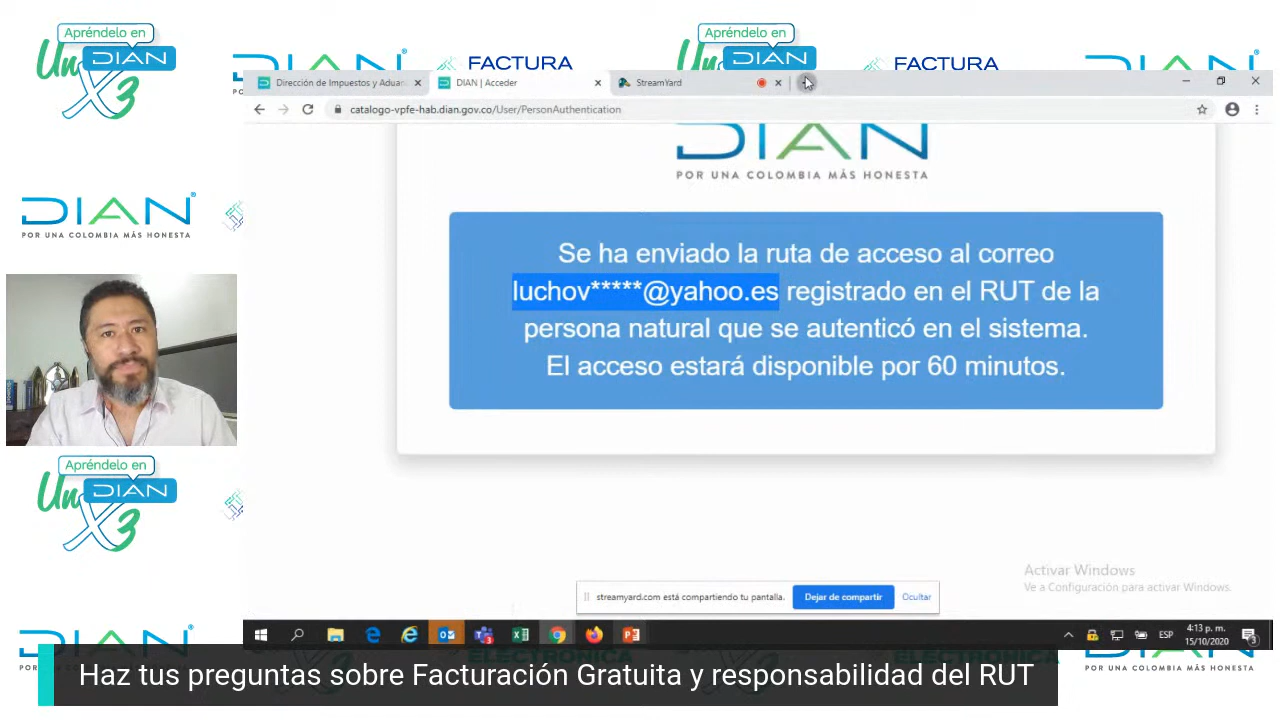 Apréndelo en
Un DIAN
X3
DIAN
FACTURA
Apréndelo en
DIAN
FACTURA
DIAN
Dirección de Impuestos y Aduan
DIAN | Acceder
StreamYard
catalogo-vpfe-hab.dian.gov.co/User/PersonAuthentication
DIAN
POR UNA COLOMBIA MÁS HONESTA
DIAN
POR UNA COLOMBIA MÁS HONESTA
Se ha enviado la ruta de acceso al correo
luchov*****@yahoo.es registrado en el RUT de la
persona natural que se autenticó en el sistema.
El acceso estará disponible por 60 minutos.
Apréndelo en
Un DIAN
X3
Activar Windows
Ve a Configuración para activar Windows.
streamyard.com está compartiendo tu pantalla.
Dejar de compartir
Ocultar
ESP
4:13 p. m.
15/10/2020
3
DIAN
POR UNA COLOMBIA MÁS HONESTA
Haz tus preguntas sobre Facturación Gratuita y responsabilidad del RUT